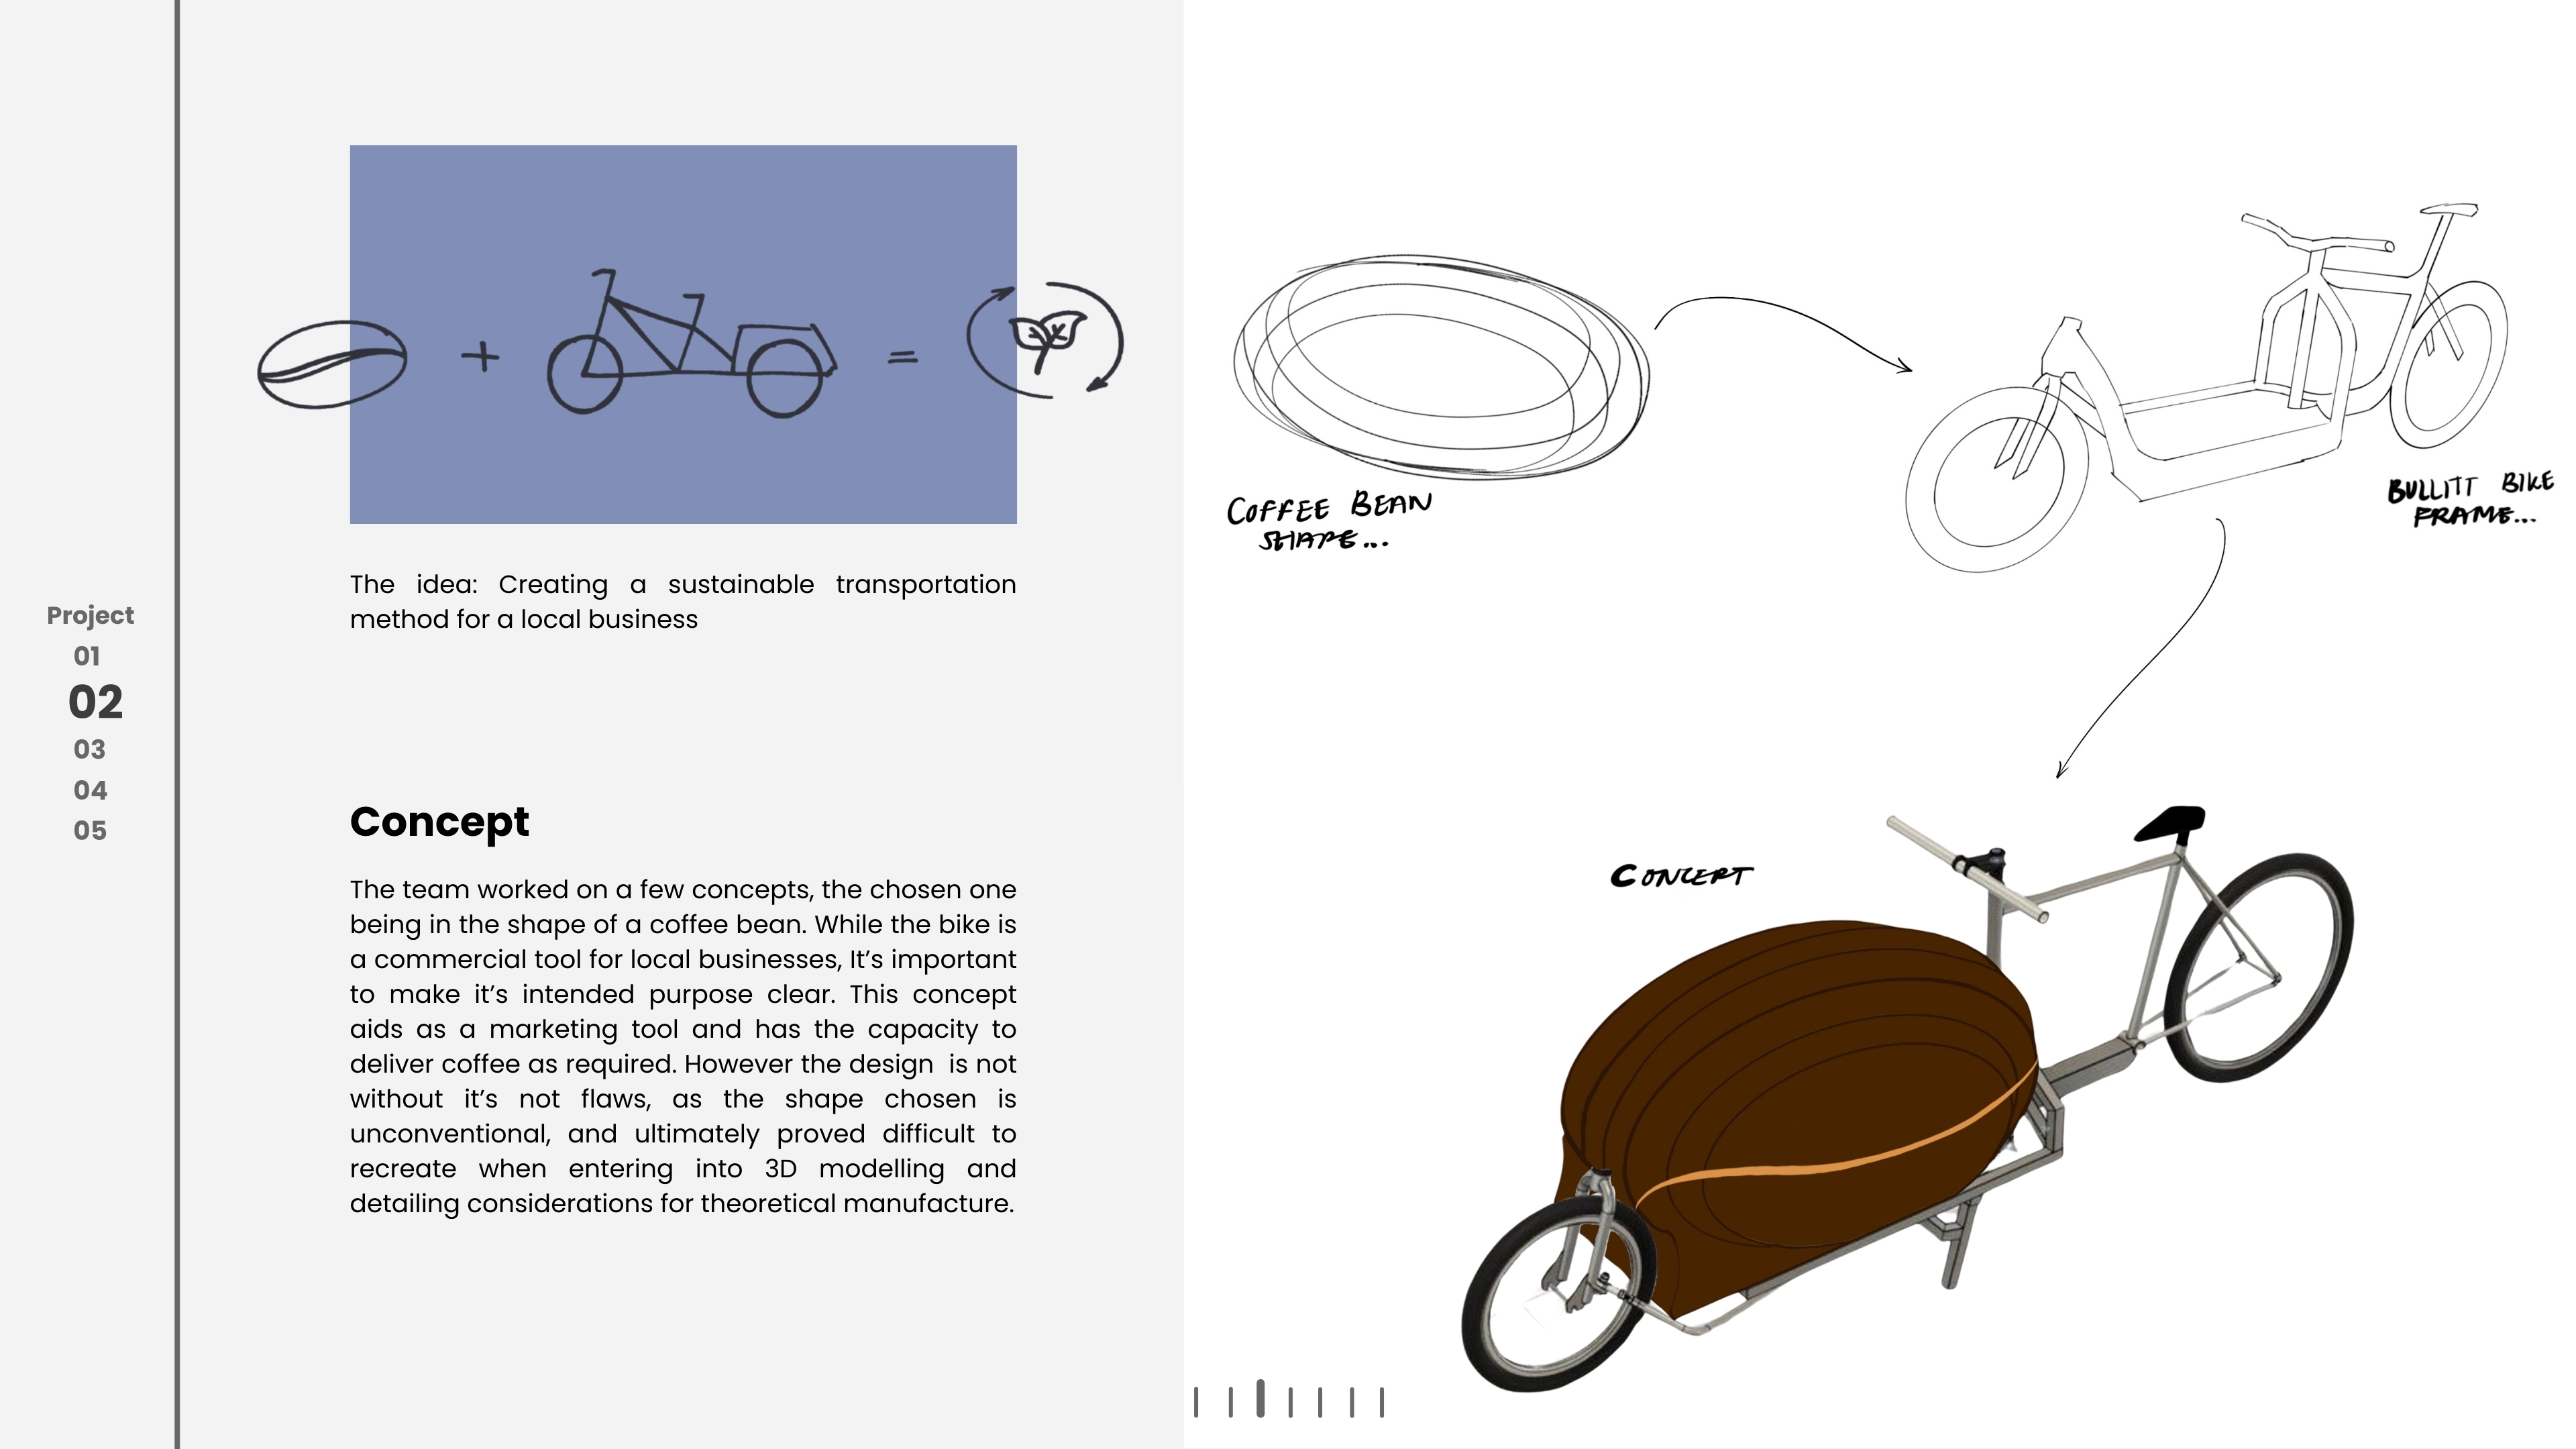 Project
01
02
03
04
05
The idea: Creating a sustainable transportation
method for a local business
Concept
The team worked on a few concepts, the chosen one
being in the shape of a coffee bean. While the bike is
a commercial tool for local businesses, It’s important
to make it’s intended purpose clear. This concept
aids as a marketing tool and has the capacity to
deliver coffee as required. However the design  is not
without it’s not flaws, as the shape chosen is
unconventional, and ultimately proved difficult to
recreate when entering into 3D modelling and
detailing considerations for theoretical manufacture.
COFFEE BEAN
SHAPE...
BULLITT BIKE
FRAME...
CONCEPT